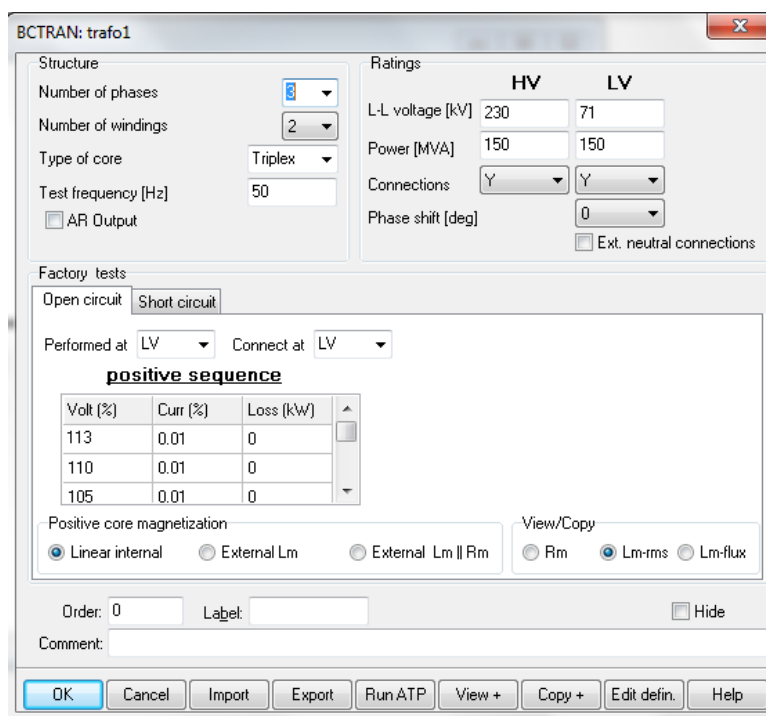 BCTRAN: trafo1
Structure
Number of phases 3
Number of windings 2
Type of core Triplex
Test frequency [Hz] 50
AR Output
Ratings
HV LV
L-L voltage [kV] 230 71
Power [MVA] 150 150
Connections Y Y
Phase shift [deg] 0
Ext. neutral connections
Factory tests
Open circuit Short circuit
Performed at LV Connect at LV
positive sequence
Volt (%) Curr (%) Loss (kW)
113 0.01 0
110 0.01 0
105 0.01 0
Positive core magnetization
Linear internal External Lm External Lm || Rm
View/Copy
Rm Lm-rms Lm-flux
Order: 0 Label: Hide
Comment:
OK Cancel Import Export Run ATP View + Copy + Edit defin. Help